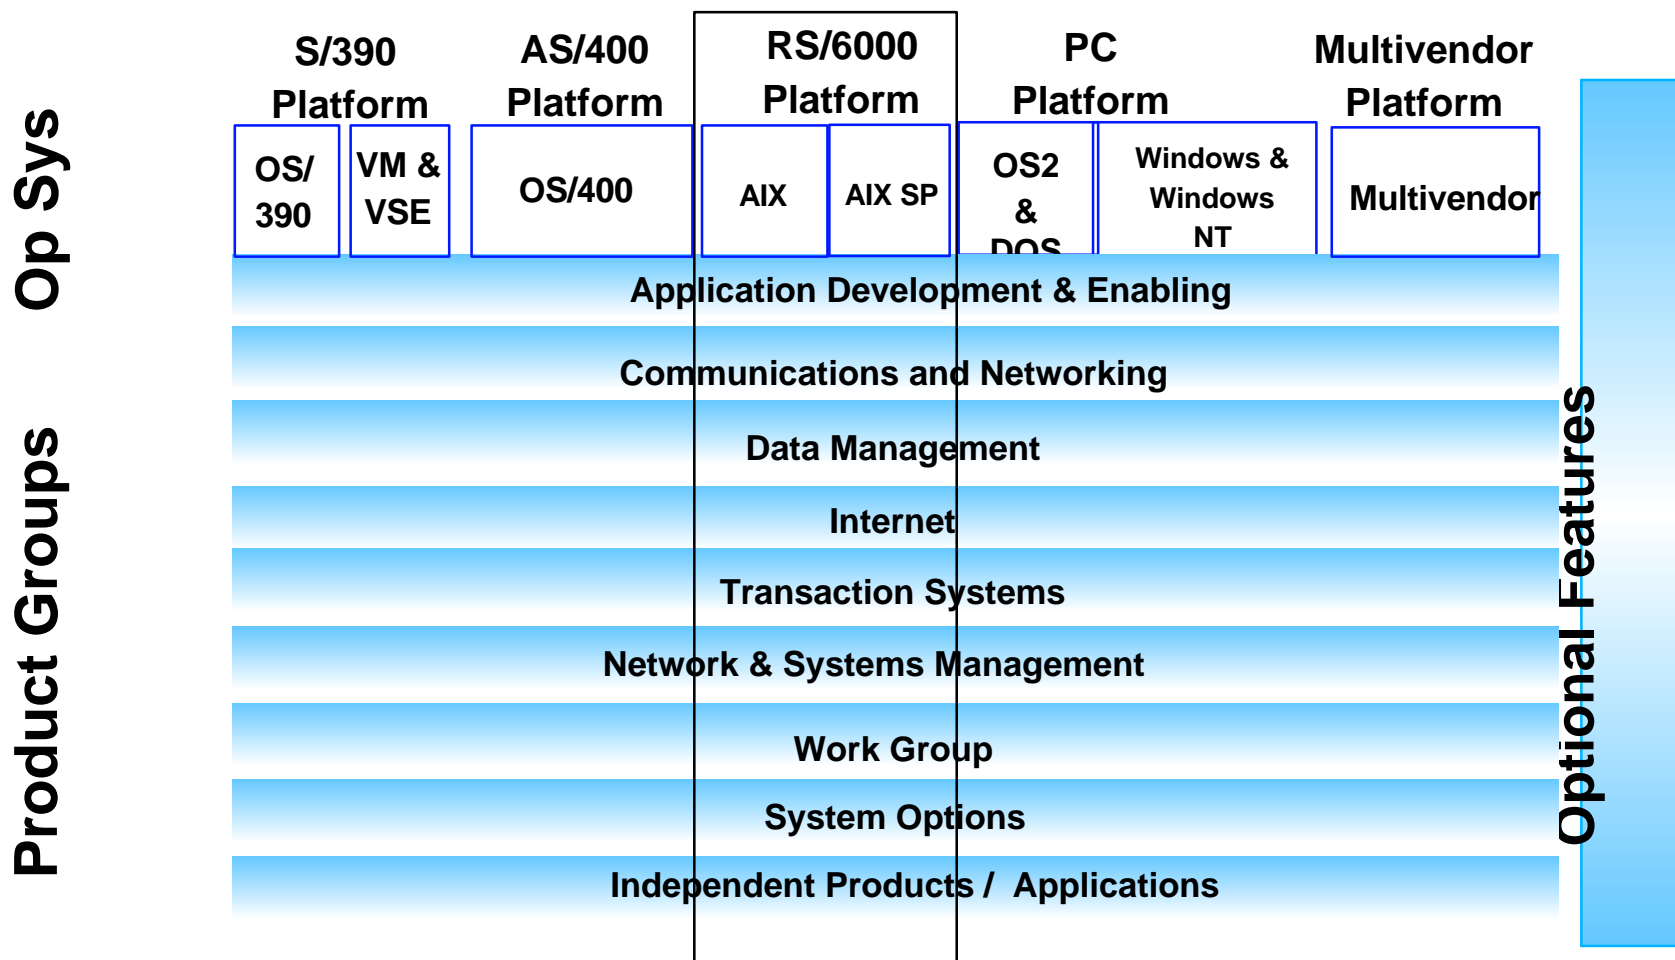 S/390
Platform
AS/400
Platform
RS/6000
Platform
PC
Platform
Multivendor
Platform
Op Sys
OS/
390
VM &
VSE
OS/400
AIX
AIX SP
OS2
&
DOS
Windows &
Windows
NT
Multivendor
Product Groups
Application Development & Enabling
Communications and Networking
Data Management
Internet
Transaction Systems
Network & Systems Management
Work Group
System Options
Independent Products / Applications
Optional Features